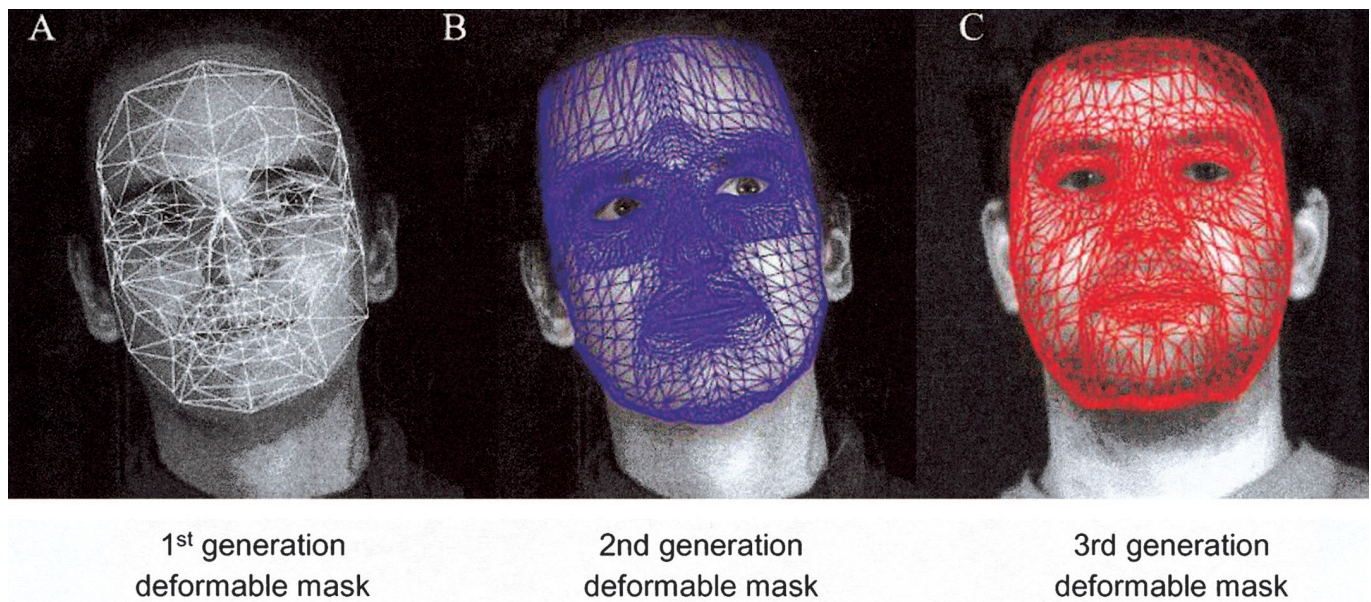 A
B
C
1st generation
deformable mask
2nd generation
deformable mask
3rd generation
deformable mask